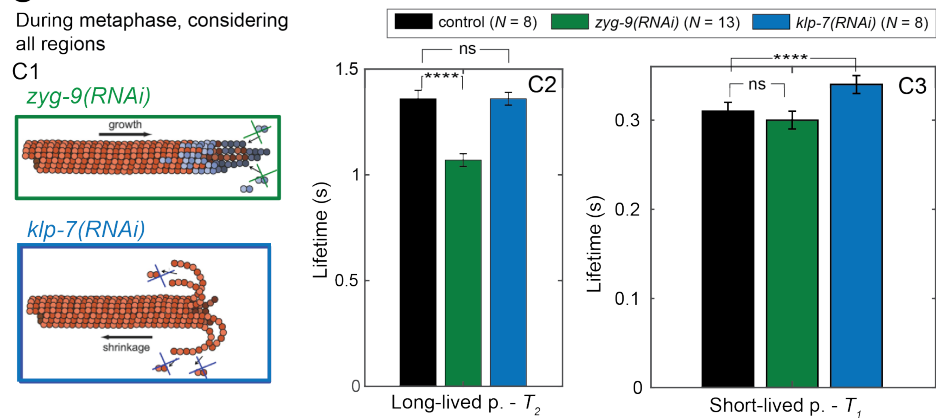 During metaphase, considering
all regions
control (N = 8)
zyg-9(RNAi) (N = 13)
klp-7(RNAi) (N = 8)
C1
zyg-9(RNAi)
growth
klp-7(RNAi)
shrinkage
C2
ns
****
1.5
1
0.5
0
Lifetime (s)
Long-lived p. - T2
C3
****
ns
0.3
0.2
0.1
0
Lifetime (s)
Short-lived p. - T1